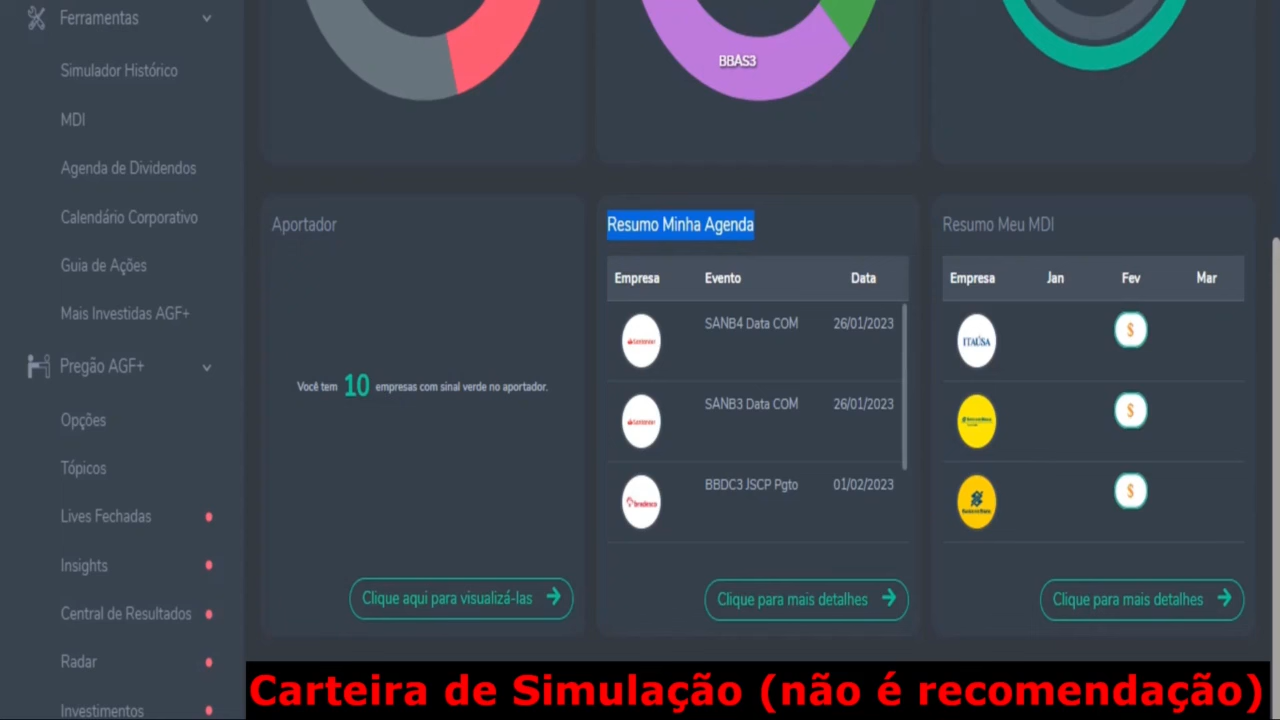 Ferramentas
Simulador Histórico
MDI
Agenda de Dividendos
Calendário Corporativo
Guia de Ações
Mais Investidas AGF+
Pregão AGF+
Opções
Tópicos
Lives Fechadas
Insights
Central de Resultados
Radar
Investimentos
BBAS3
Aportador
Você tem 10 empresas com sinal verde no aportador.
Clique aqui para visualizá-las
Resumo Minha Agenda
Empresa Evento Data
Santander SANB4 Data COM 26/01/2023
Santander SANB3 Data COM 26/01/2023
bradesco BBDC3 JSCP Pgto 01/02/2023
Clique para mais detalhes
Resumo Meu MDI
Empresa Jan Fev Mar
ITAÚSA $
$
$
Clique para mais detalhes
Carteira de Simulação (não é recomendação)